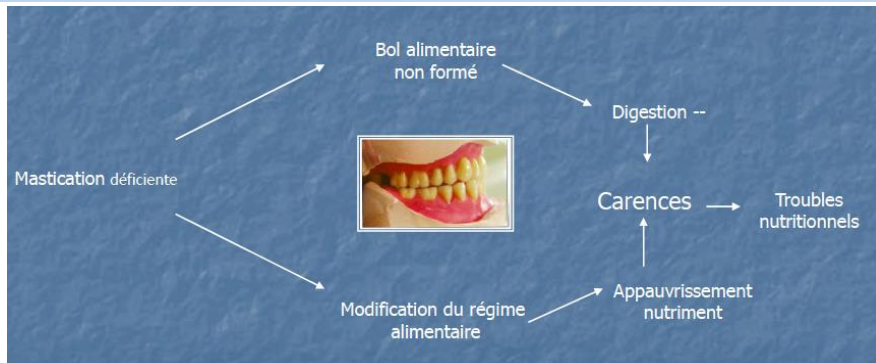 Bol alimentaire
non formé
Digestion --
Mastication déficiente
Carences
Troubles
nutritionnels
Modification du régime
alimentaire
Appauvrissement
nutriment